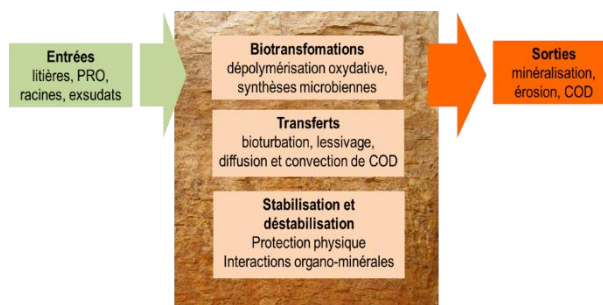 Entrées
litières, PRO,
racines, exsudats
Biotransfomations
dépolymérisation oxydative,
synthèses microbiennes
Transferts
bioturbation, lessivage,
diffusion et convection de COD
Stabilisation et
déstabilisation
Protection physique
Interactions organo-minérales
Sorties
minéralisation,
érosion, COD